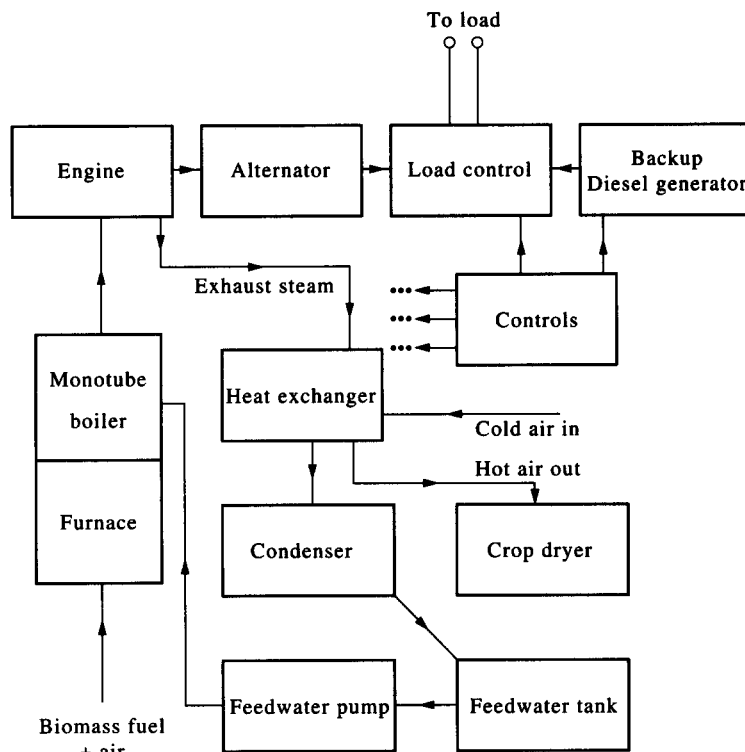 To load
Engine
Alternator
Load control
Backup
Diesel generator
Exhaust steam
Controls
Monotube
boiler
Heat exchanger
Cold air in
Hot air out
Furnace
Condenser
Crop dryer
Feedwater pump
Feedwater tank
Biomass fuel
+ air